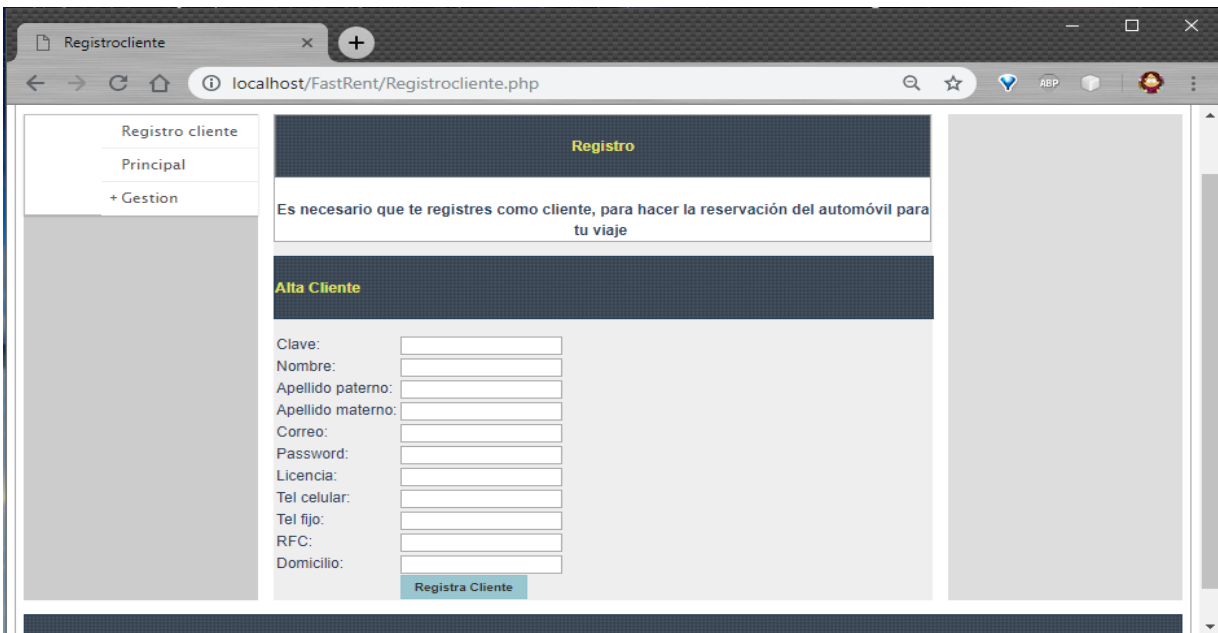 Registrocliente
localhost/FastRent/Registrocliente.php
ABP
Registro cliente
Principal
+ Gestion
Registro
Es necesario que te registres como cliente, para hacer la reservación del automóvil para
tu viaje
Alta Cliente
Clave:
Nombre:
Apellido paterno:
Apellido materno:
Correo:
Password:
Licencia:
Tel celular:
Tel fijo:
RFC:
Domicilio:
Registra Cliente